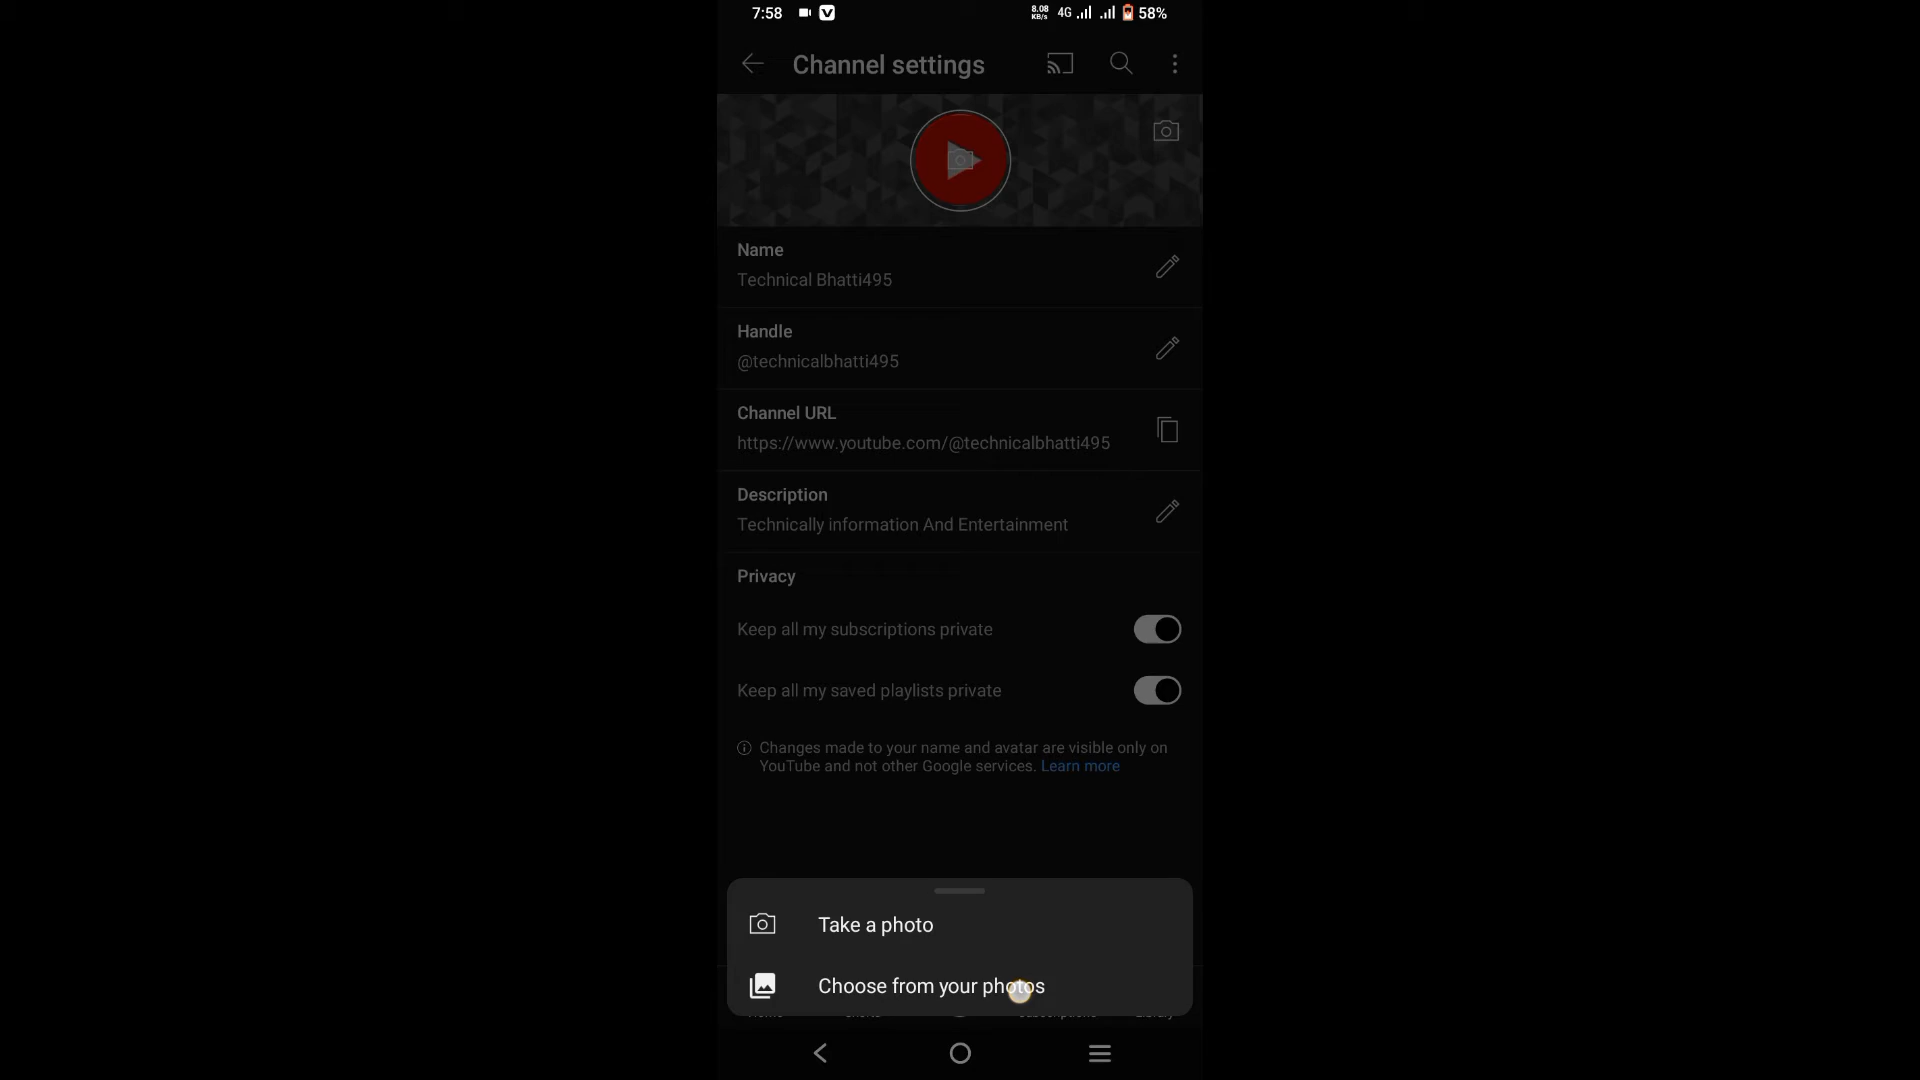 7:58
8.08
KB/s
4G
58%
Channel settings
Name
Technical Bhatti495
Handle
@technicalbhatti495
Channel URL
https://www.youtube.com/@technicalbhatti495
Description
Technically information And Entertainment
Privacy
Keep all my subscriptions private
Keep all my saved playlists private
Changes made to your name and avatar are visible only on
YouTube and not other Google services. Learn more
Take a photo
Choose from your photos